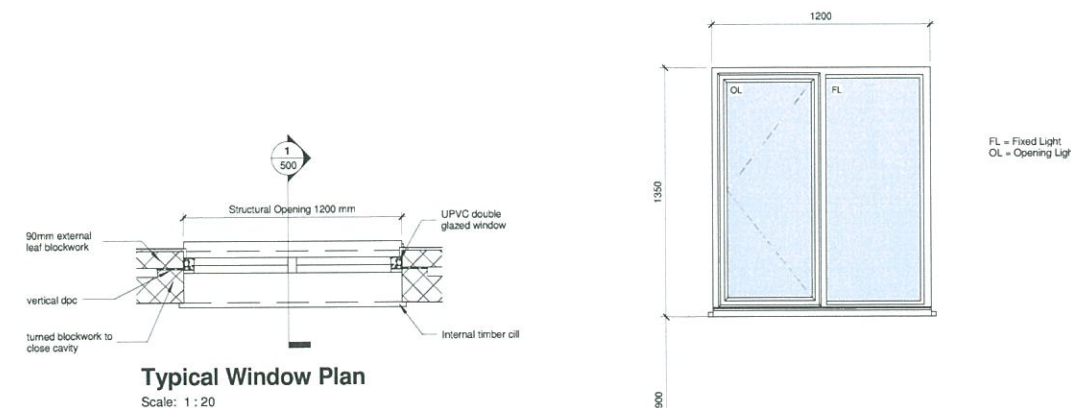 1
500
Structural Opening 1200 mm
90mm external
leaf blockwork
UPVC double
glazed window
vertical dpc
turned blockwork to
close cavity
Internal timber cill
Typical Window Plan
Scale: 1 : 20
1200
1350
900
OL
FL
FL = Fixed Light
OL = Opening Ligh